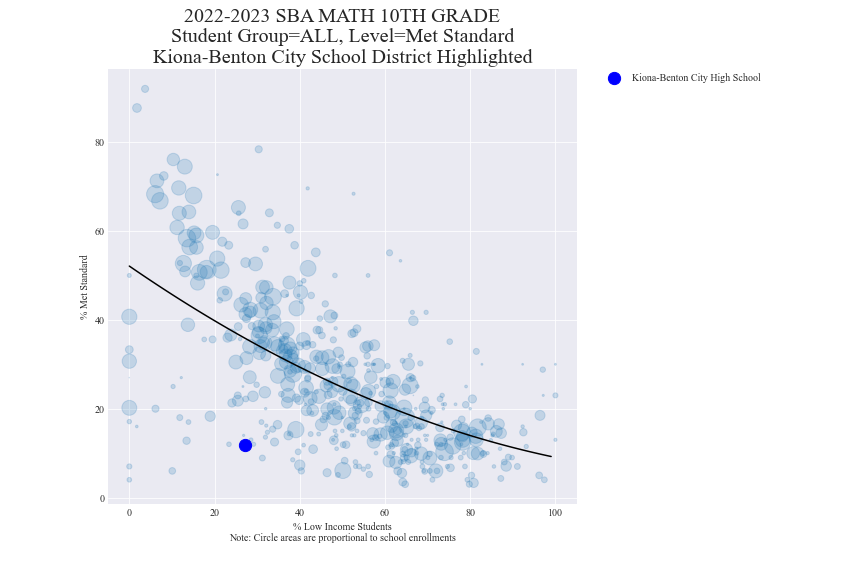 2022-2023 SBA MATH 10TH GRADE
Student Group=ALL, Level=Met Standard
Kiona-Benton City School District Highlighted
Kiona-Benton City High School
% Met Standard
80
60
40
20
0
0 20 40 60 80 100
% Low Income Students
Note: Circle areas are proportional to school enrollments